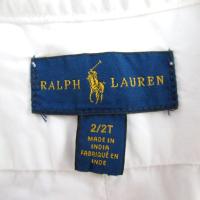 RALPH LAUREN
2/2T
MADE IN
INDIA
FABRIQUÉ EN
INDE